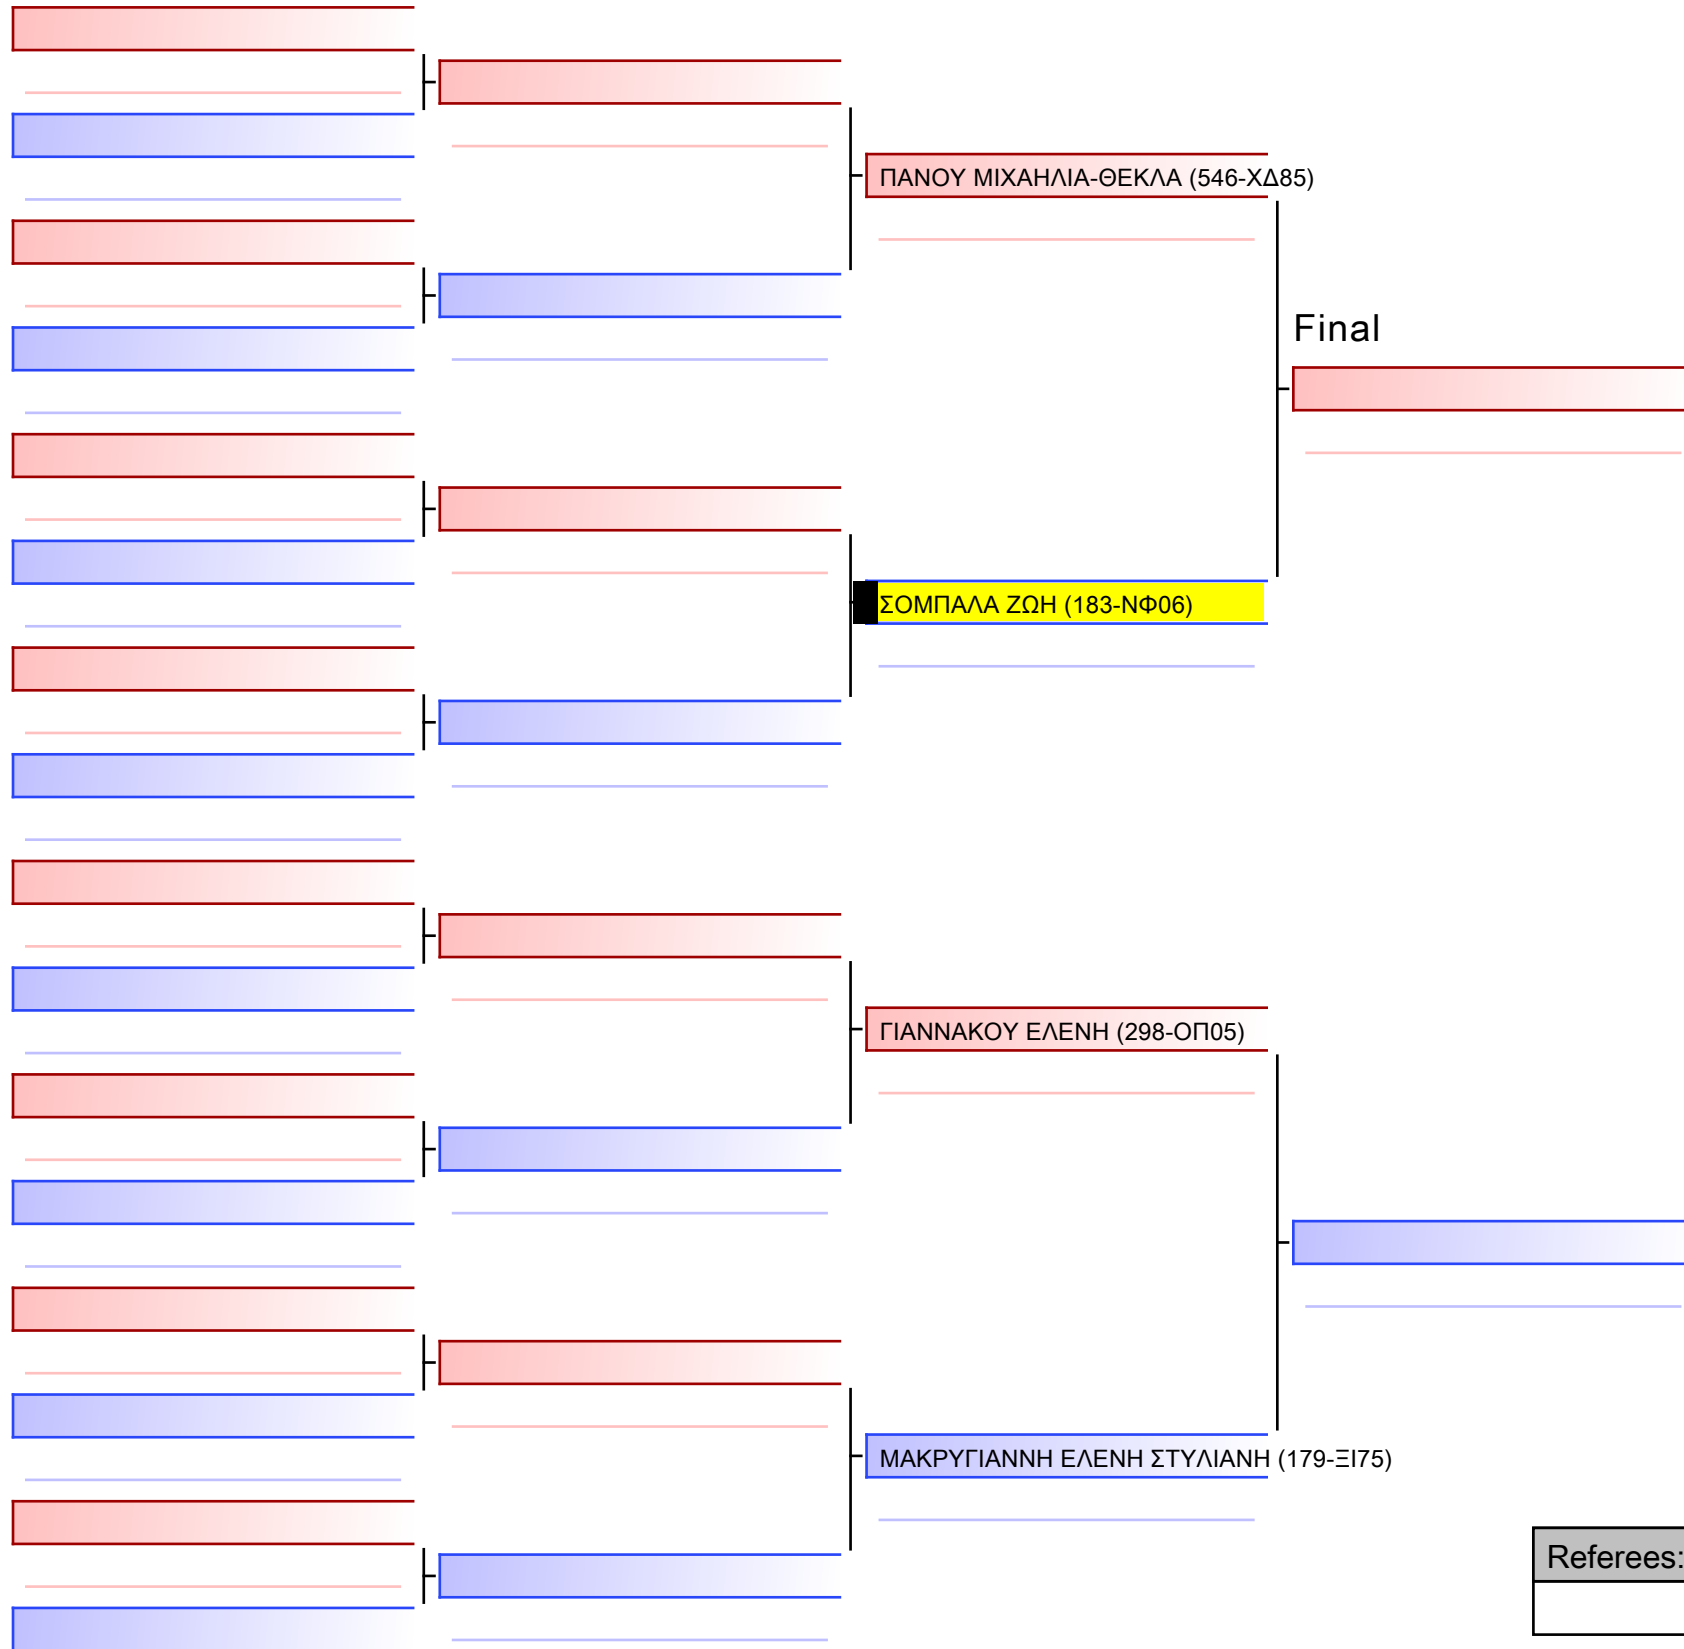 ΠΑΝΟΥ ΜΙΧΑΗΛΙΑ-ΘΕΚΛΑ (546-ΧΔ85)
Final
ΣΟΜΠΑΛΑ ΖΩΗ (183-ΝΦ06)
ΓΙΑΝΝΑΚΟΥ ΕΛΕΝΗ (298-ΟΠ05)
ΜΑΚΡΥΓΙΑΝΝΗ ΕΛΕΝΗ ΣΤΥΛΙΑΝΗ (179-ΞΙ75)
Referees: